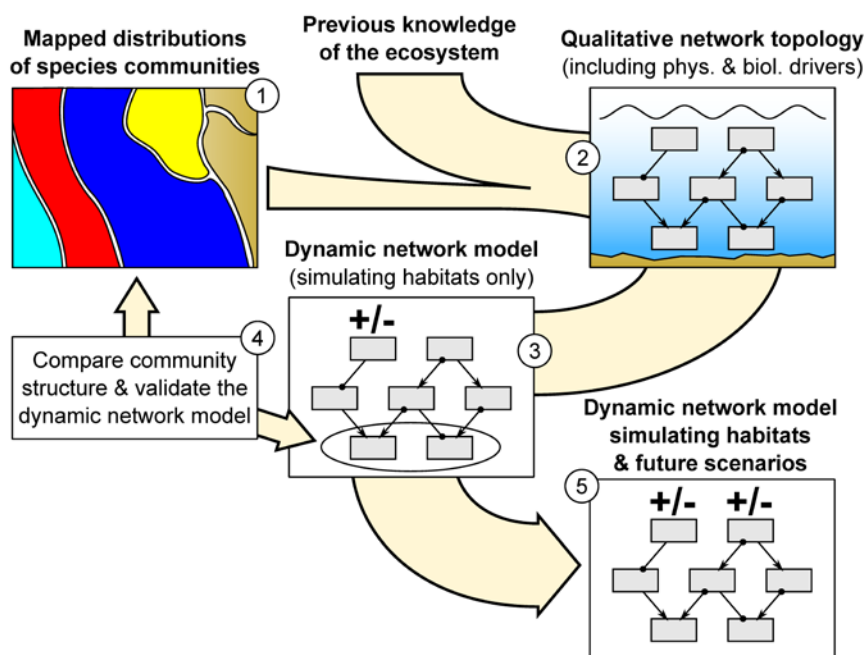 Mapped distributions
of species communities
1
Previous knowledge
of the ecosystem
Qualitative network topology
(including phys. & biol. drivers)
2
Dynamic network model
(simulating habitats only)
+/-
3
4
Compare community
structure & validate the
dynamic network model
Dynamic network model
simulating habitats
& future scenarios
5
+/- +/-